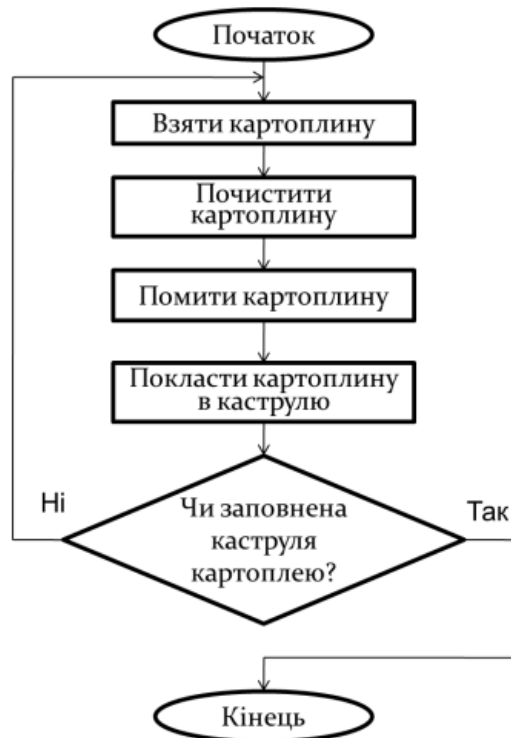 Початок
Взяти картоплину
Почистити
картоплину
Помити картоплину
Покласти картоплину
в каструлю
Ні
Чи заповнена
каструля
картоплею?
Так
Кінець